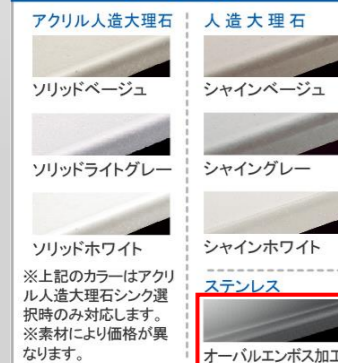 アクリル人造大理石
ソリッドベージュ
ソリッドライトグレー
ソリッドホワイト
※上記のカラーはアクリ
ル人造大理石シンク選
択時のみ対応します。
※素材により価格が異
なります。
人造大理石
シャインベージュ
シャイングレー
シャインホワイト
ステンレス
オーバルエンボス加工